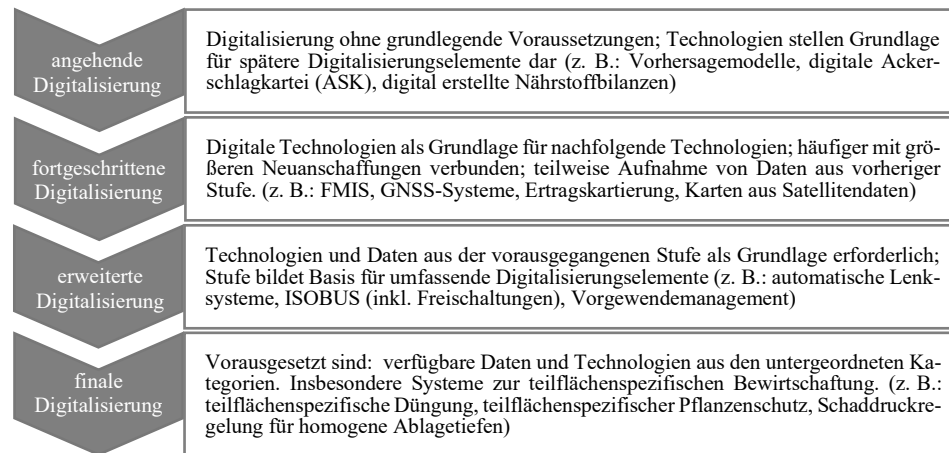 angehende
Digitalisierung
Digitalisierung ohne grundlegende Voraussetzungen; Technologien stellen Grundlage
für spätere Digitalisierungselemente dar (z. B.: Vorhersagemodelle, digitale Acker-
schlagkartei (ASK), digital erstellte Nährstoffbilanzen)
fortgeschrittene
Digitalisierung
Digitale Technologien als Grundlage für nachfolgende Technologien; häufiger mit grö-
ßeren Neuanschaffungen verbunden; teilweise Aufnahme von Daten aus vorheriger
Stufe. (z. B.: FMIS, GNSS-Systeme, Ertragskartierung, Karten aus Satellitendaten)
erweiterte
Digitalisierung
Technologien und Daten aus der vorausgegangenen Stufe als Grundlage erforderlich;
Stufe bildet Basis für umfassende Digitalisierungselemente (z. B.: automatische Lenk-
systeme, ISOBUS (inkl. Freischaltungen), Vorgewendemanagement)
finale
Digitalisierung
Vorausgesetzt sind: verfügbare Daten und Technologien aus den untergeordneten Ka-
tegorien. Insbesondere Systeme zur teilflächenspezifischen Bewirtschaftung. (z. B.:
teilflächenspezifische Düngung, teilflächenspezifischer Pflanzenschutz, Schaddruckre-
gelung für homogene Ablagetiefen)